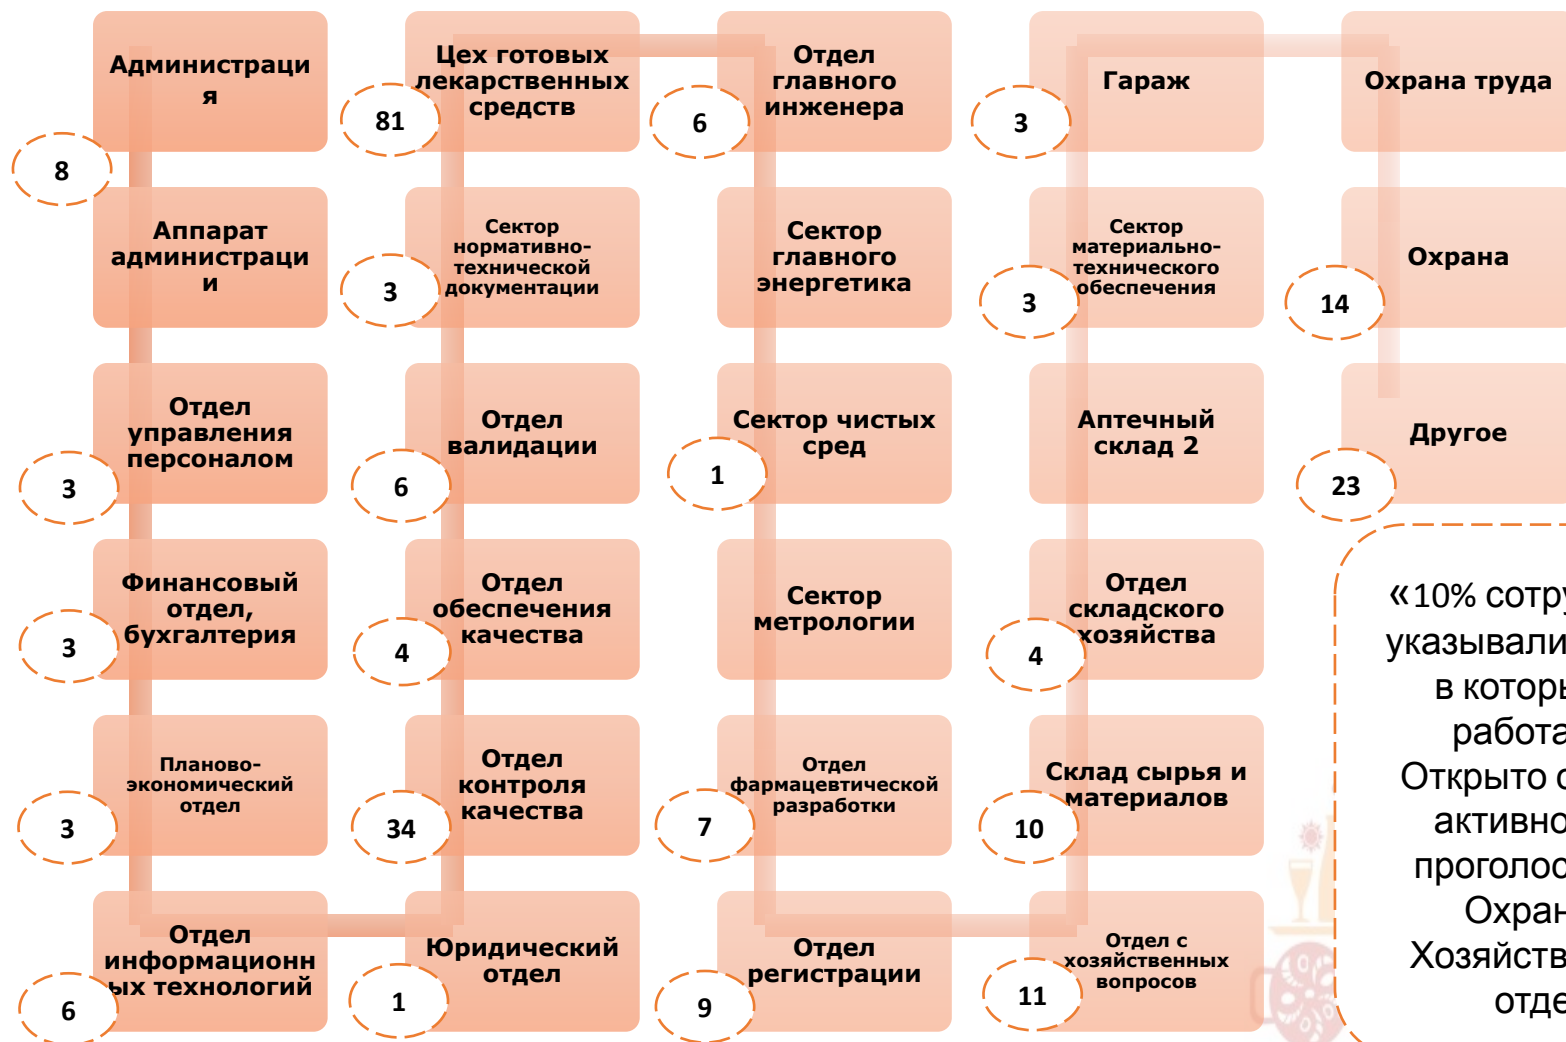 Администраци
я
8
Аппарат
администраци
и
Отдел
управления
персоналом
3
Финансовый
отдел,
бухгалтерия
3
Планово-
экономический
отдел
3
Отдел
информационн
ых технологий
6
Юридический
отдел
1
Отдел
контроля
качества
34
Отдел
обеспечения
качества
4
Отдел
валидации
6
Сектор
нормативно-
технической
документации
3
Цех готовых
лекарственных
средств
81
Отдел
главного
инженера
6
Сектор
главного
энергетика
Сектор чистых
сред
1
Сектор
метрологии
Отдел
фармацевтической
разработки
7
Отдел
регистрации
9
Отдел с
хозяйственных
вопросов
11
Склад сырья и
материалов
10
Отдел
складского
хозяйства
4
Аптечный
склад 2
Сектор
материально-
технического
обеспечения
3
Гараж
3
Охрана труда
Охрана
14
Другое
23
«10% сотру
указывали
в которы
работа
Открыто с
активно
проголос
Охран
Хозяйств
отде